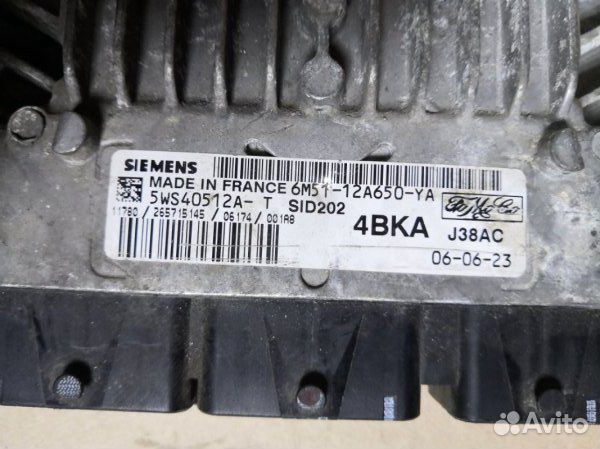 SIEMENS
MADE IN FRANCE 6M51-12A650-YA
5WS40512A- T SID202
11780 / 265715145 / 06174 / 001A8
4BKA J38AC
06-06-23
Avito